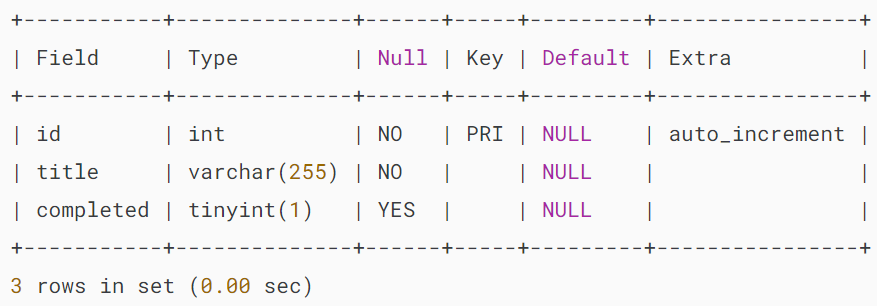 +-----------+--------------+------+-----+---------+----------------+
| Field     | Type         | Null | Key | Default | Extra          |
+-----------+--------------+------+-----+---------+----------------+
| id        | int          | NO   | PRI | NULL    | auto_increment |
| title     | varchar(255) | NO   |     | NULL    |                |
| completed | tinyint(1)   | YES  |     | NULL    |                |
+-----------+--------------+------+-----+---------+----------------+
3 rows in set (0.00 sec)